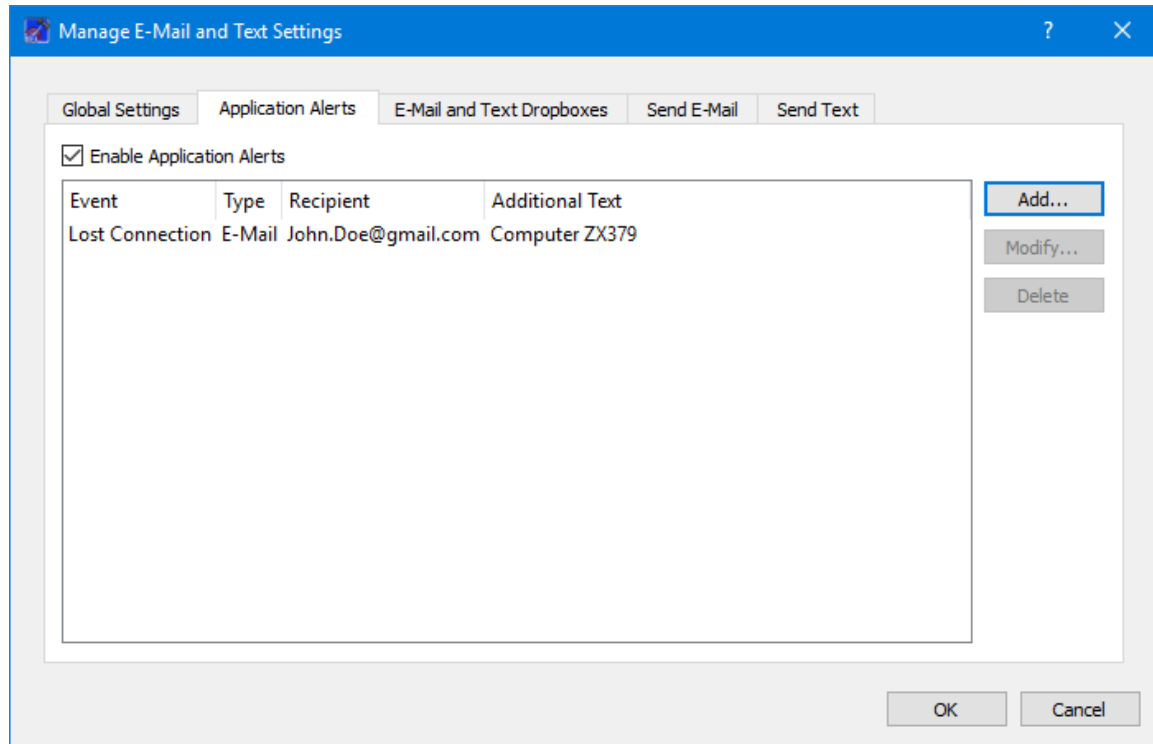 Manage E-Mail and Text Settings ?
Global Settings Application Alerts E-Mail and Text Dropboxes Send E-Mail Send Text
Enable Application Alerts
Event Type Recipient Additional Text Add...
Lost Connection E-Mail John.Doe@gmail.com Computer ZX379
Modify...
Delete
OK Cancel